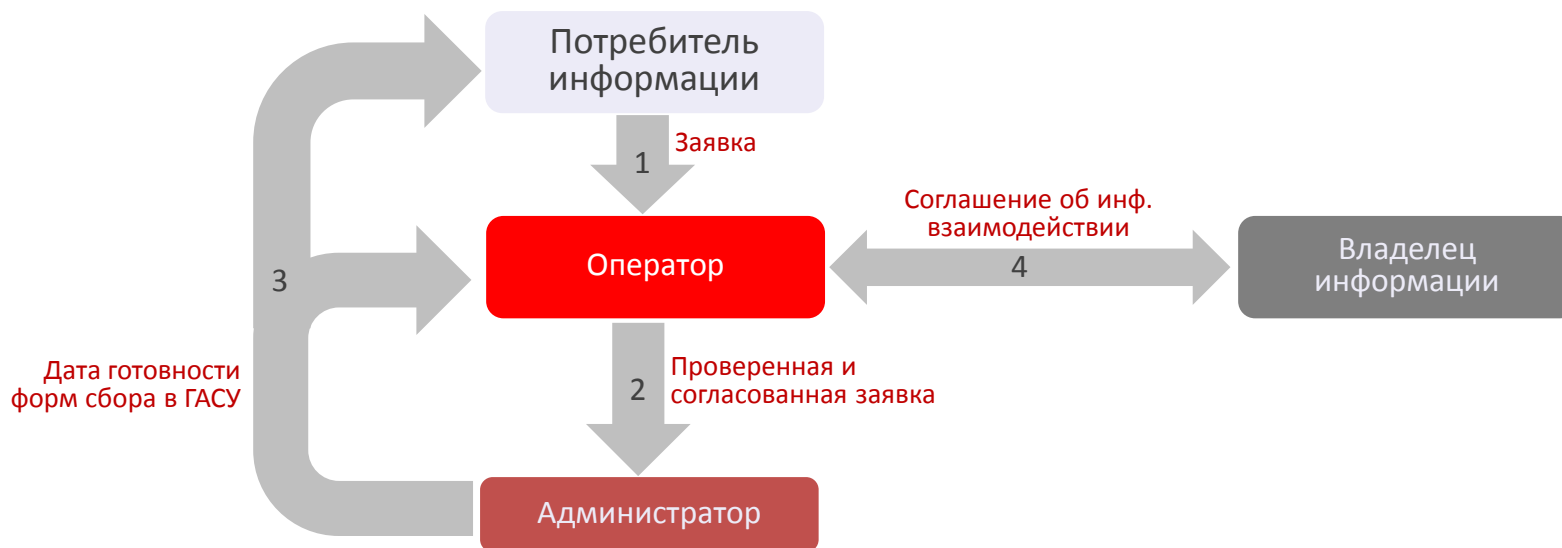 Потребитель
информации
1
Заявка
Соглашение об инф.
взаимодействии
Оператор
4
Владелец
информации
3
Дата готовности
форм сбора в ГАСУ
2
Проверенная и
согласованная заявка
Администратор